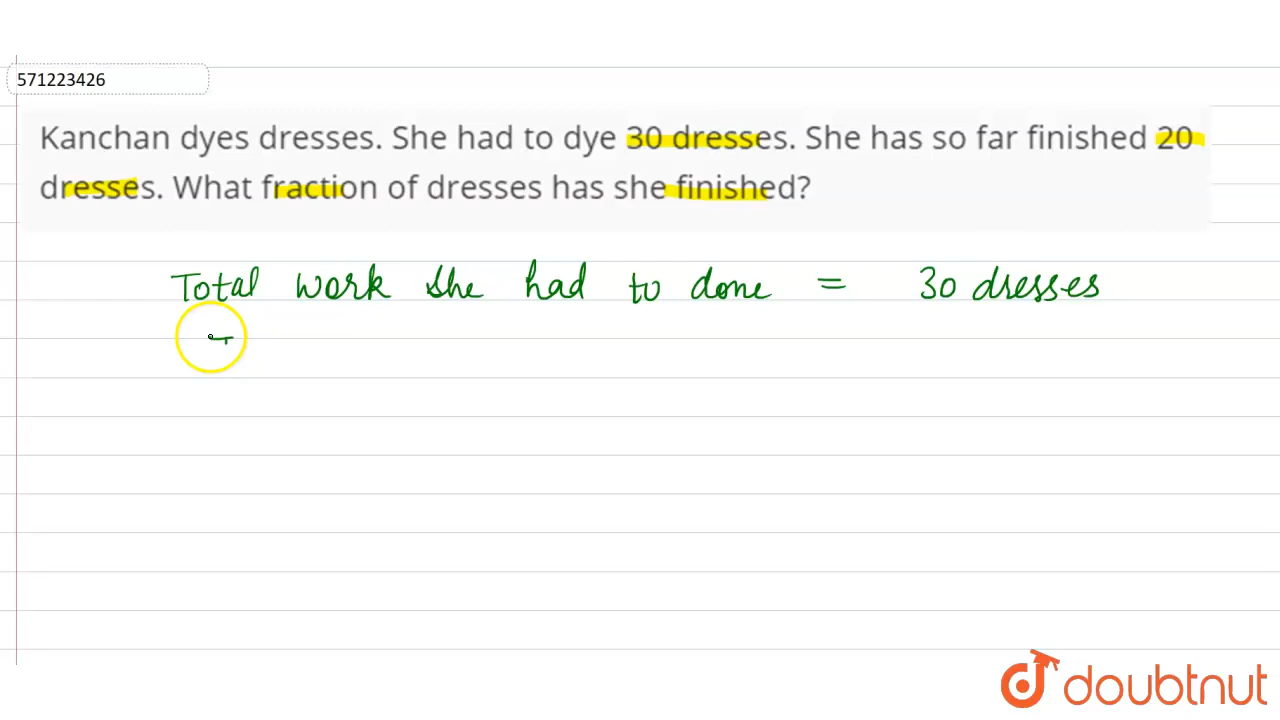 571223426
Kanchan dyes dresses. She had to dye 30 dresses. She has so far finished 20
dresses. What fraction of dresses has she finished?
Total work she had to done = 30 dresses
doubtnut